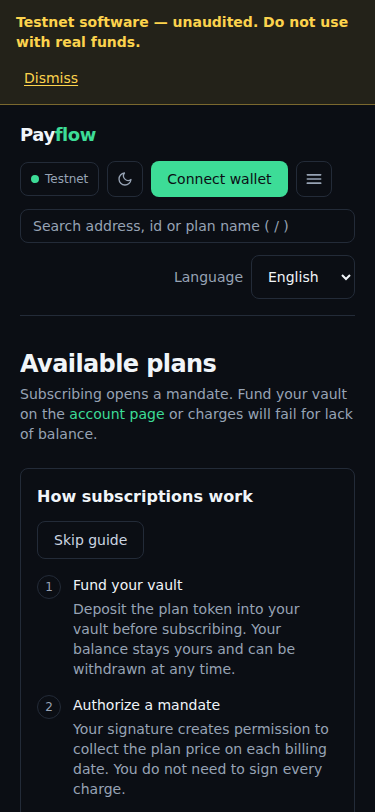 Testnet software — unaudited. Do not use
with real funds.
Dismiss
Payflow
Testnet
Connect wallet
Search address, id or plan name ( / )
Language
English
Available plans
Subscribing opens a mandate. Fund your vault
on the account page or charges will fail for lack
of balance.
How subscriptions work
Skip guide
1
Fund your vault
Deposit the plan token into your
vault before subscribing. Your
balance stays yours and can be
withdrawn at any time.
2
Authorize a mandate
Your signature creates permission to
collect the plan price on each billing
date. You do not need to sign every
charge.